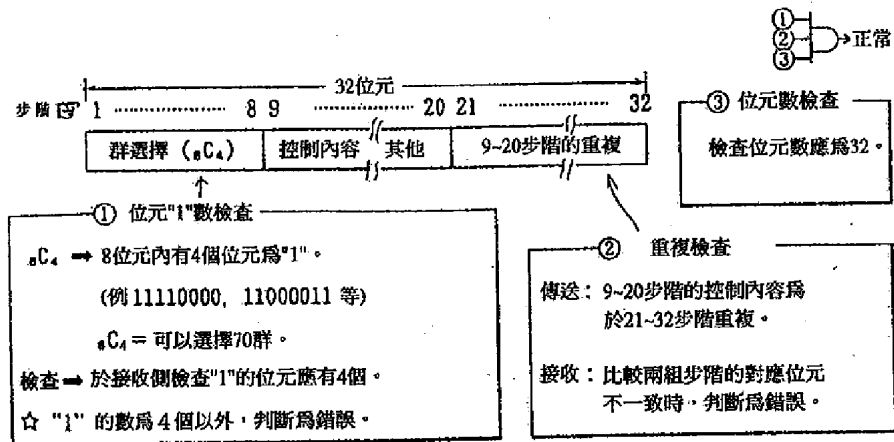 ①
②
③
正常
32位元
步階 1 ‥‥‥‥ 8 9 ‥‥‥‥ 20 21 ‥‥‥‥ 32
群選擇 (₈C₄) 控制內容 其他 9~20步階的重複
③ 位元數檢查
檢查位元數應爲32。
① 位元"1"數檢查
₈C₄ ➡ 8位元內有4個位元爲"1"。
(例 11110000, 11000011 等)
₈C₄ = 可以選擇70群。
檢查 ➡ 於接收側檢查"1"的位元應有4個。
☆ "1" 的數爲 4 個以外，判斷爲錯誤。
② 重複檢查
傳送： 9~20步階的控制內容爲
於21~32步階重複。
接收： 比較兩組步階的對應位元
不一致時，判斷爲錯誤。